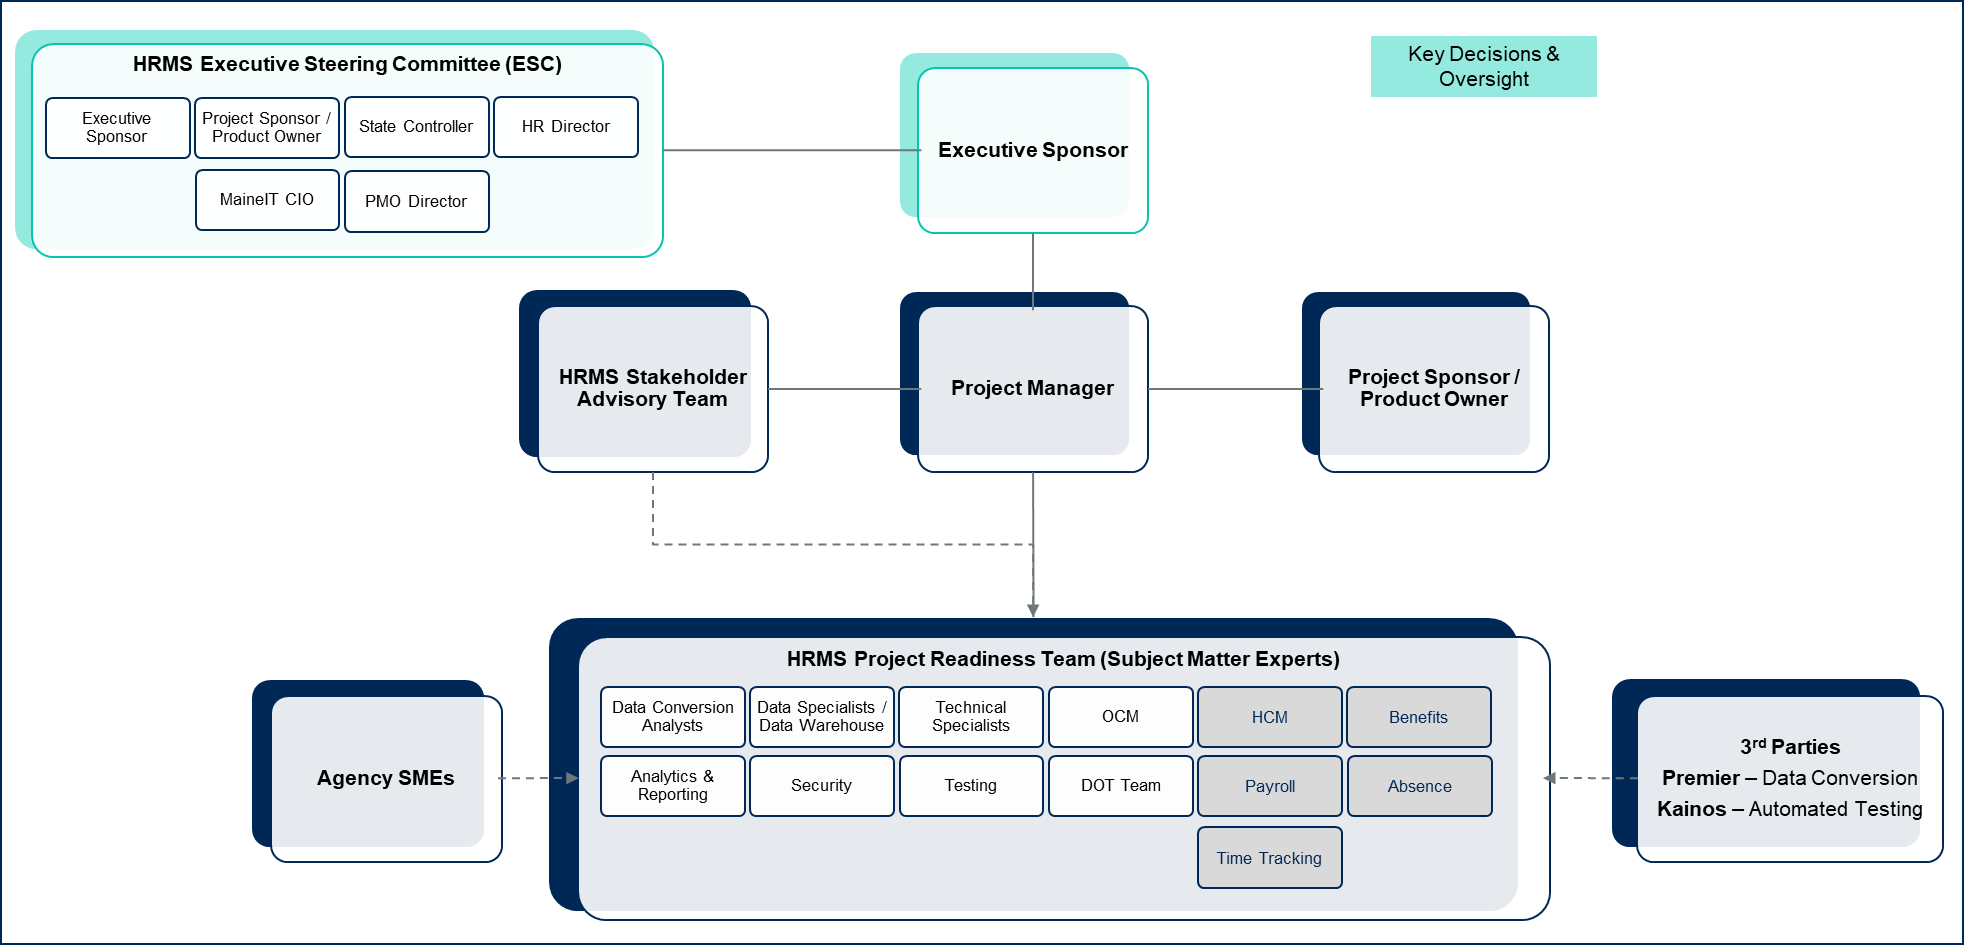 HRMS Executive Steering Committee (ESC)
Executive
Sponsor
Project Sponsor /
Product Owner
State Controller
HR Director
MaineIT CIO
PMO Director
Executive Sponsor
Key Decisions &
Oversight
HRMS Stakeholder
Advisory Team
Project Manager
Project Sponsor /
Product Owner
HRMS Project Readiness Team (Subject Matter Experts)
Data Conversion
Analysts
Data Specialists /
Data Warehouse
Technical
Specialists
OCM
HCM
Benefits
Analytics &
Reporting
Security
Testing
DOT Team
Payroll
Absence
Time Tracking
Agency SMEs
3rd Parties
Premier – Data Conversion
Kainos – Automated Testing